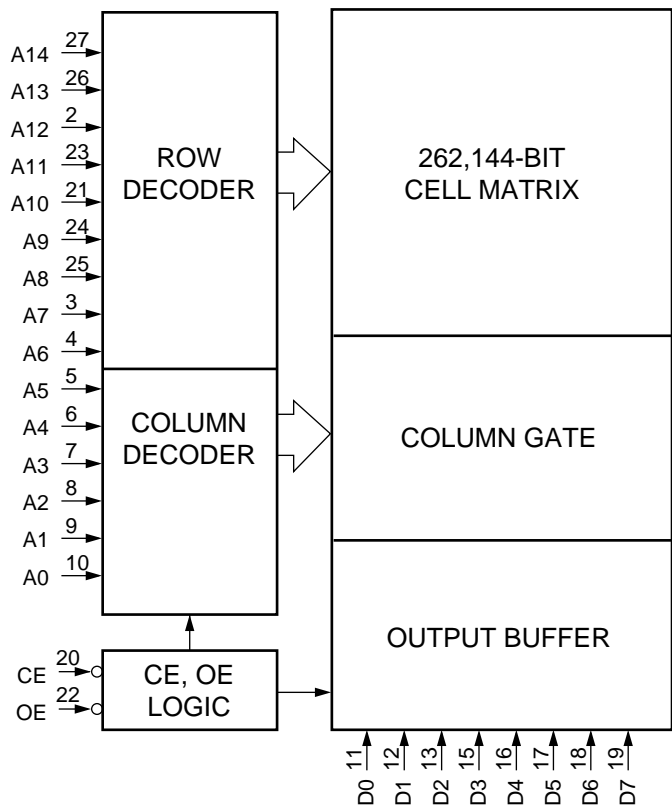 A14 27
A13 26
A12 2
A11 23
A10 21
A9 24
A8 25
A7 3
A6 4
A5 5
A4 6
A3 7
A2 8
A1 9
A0 10
ROW
DECODER
COLUMN
DECODER
262,144-BIT
CELL MATRIX
COLUMN GATE
OUTPUT BUFFER
CE 20
OE 22
CE, OE
LOGIC
11 D0
12 D1
13 D2
15 D3
16 D4
17 D5
18 D6
19 D7